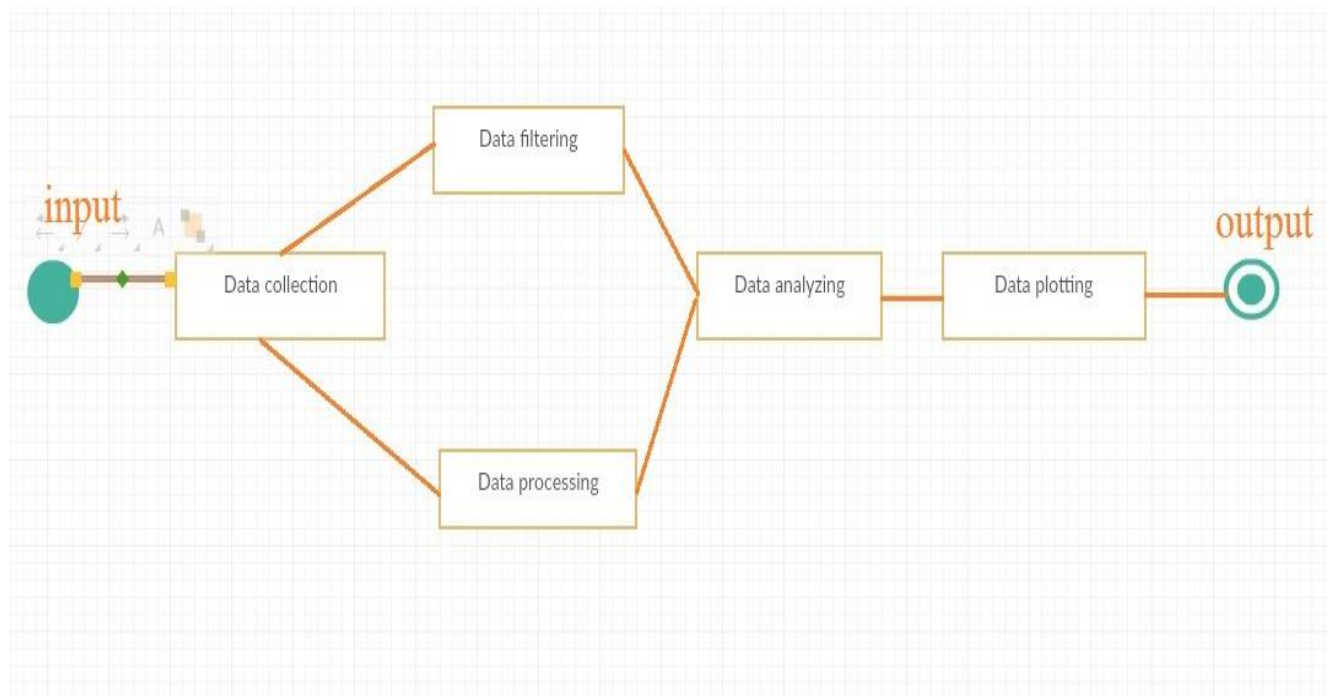 input
A
Data filtering
output
Data collection
Data analyzing
Data plotting
Data processing